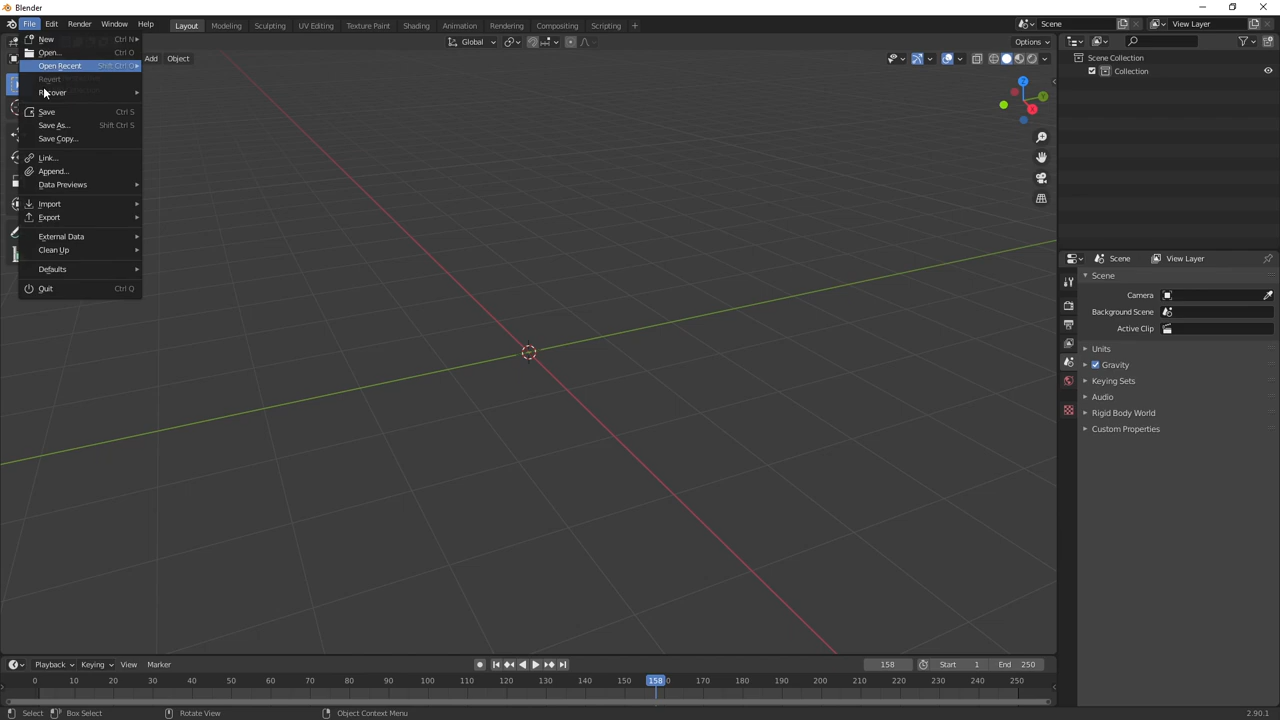 Blender
File Edit Render Window Help Layout Modeling Sculpting UV Editing Texture Paint Shading Animation Rendering Compositing Scripting Scene View Layer
New Ctrl N
Open... Ctrl O
Open Recent Shift Ctrl O
Revert
Recover
Save Ctrl S
Save As... Shift Ctrl S
Save Copy...
Link...
Append...
Data Previews
Import
Export
External Data
Clean Up
Defaults
Quit Ctrl Q
Global Options
Add Object
Scene Collection
Collection
Scene View Layer
Scene
Camera
Background Scene
Active Clip
Units
Gravity
Keying Sets
Audio
Rigid Body World
Custom Properties
Playback Keying View Marker 158 Start 1 End 250
0 10 20 30 40 50 60 70 80 90 100 110 120 130 140 150 158 170 180 190 200 210 220 230 240 250
Select Box Select Rotate View Object Context Menu 2.90.1